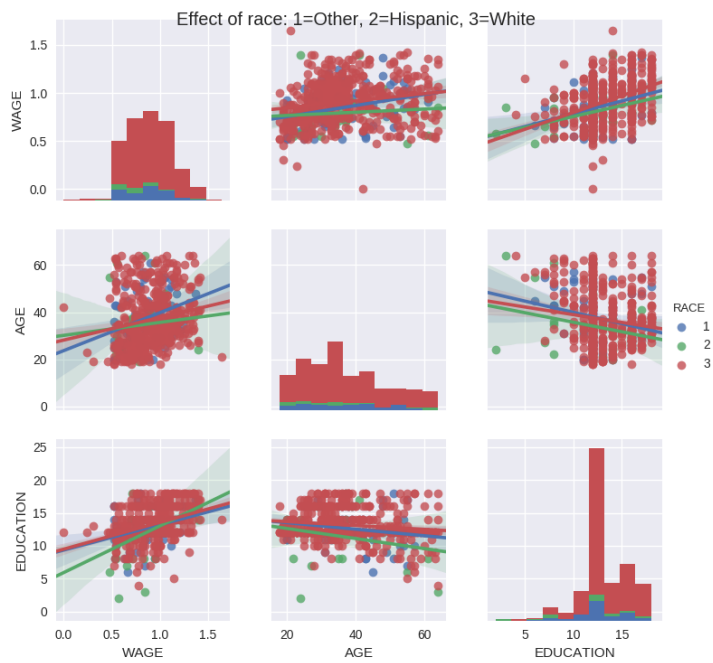 Effect of race: 1=Other, 2=Hispanic, 3=White
1.5
1.0
0.5
0.0
WAGE
60
40
20
0
AGE
RACE
1
2
3
25
20
15
10
5
0
EDUCATION
0.0 0.5 1.0 1.5
20 40 60
5 10 15
WAGE AGE EDUCATION